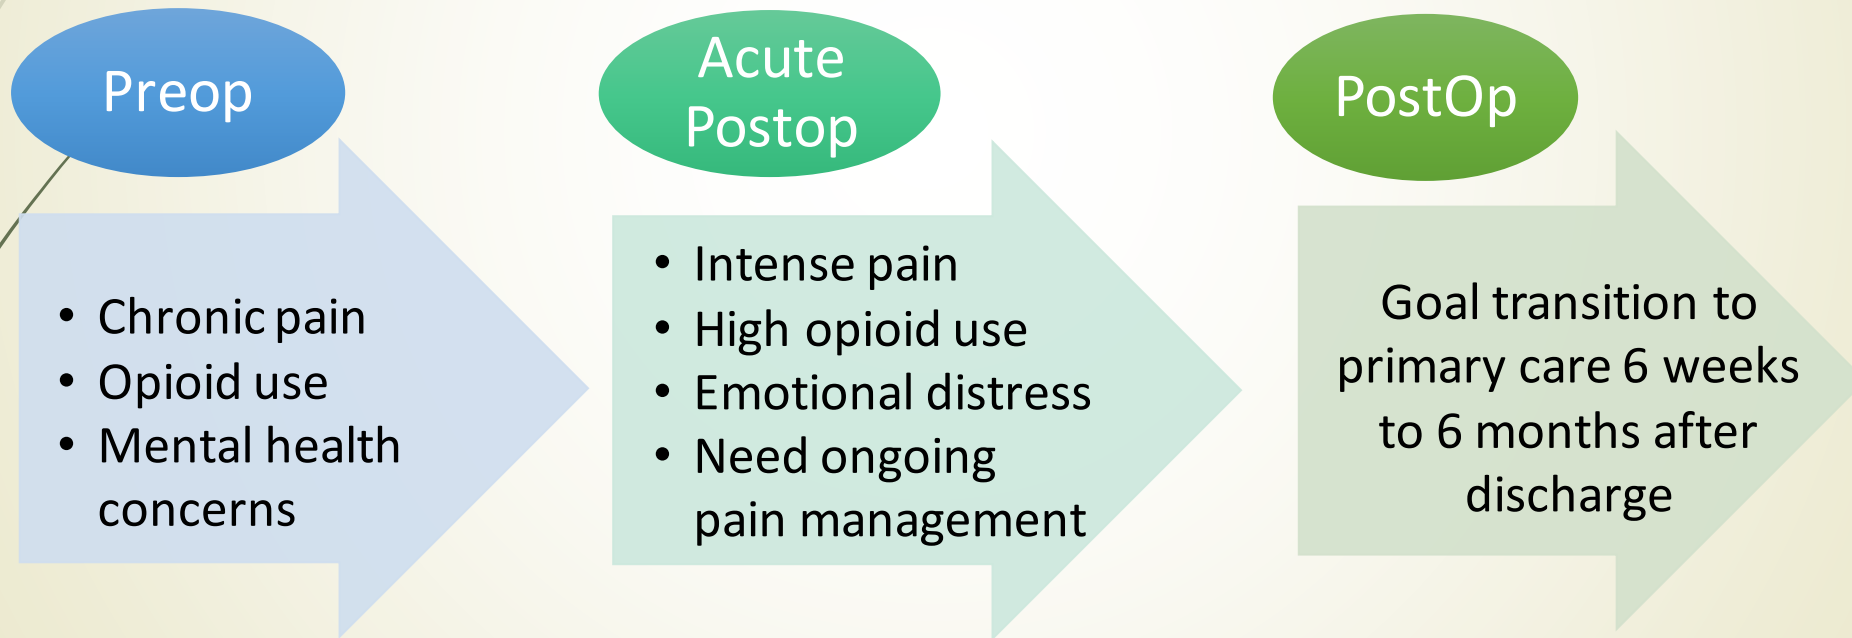 Preop
• Chronic pain
• Opioid use
• Mental health
concerns
Acute
Postop
• Intense pain
• High opioid use
• Emotional distress
• Need ongoing
pain management
PostOp
Goal transition to
primary care 6 weeks
to 6 months after
discharge